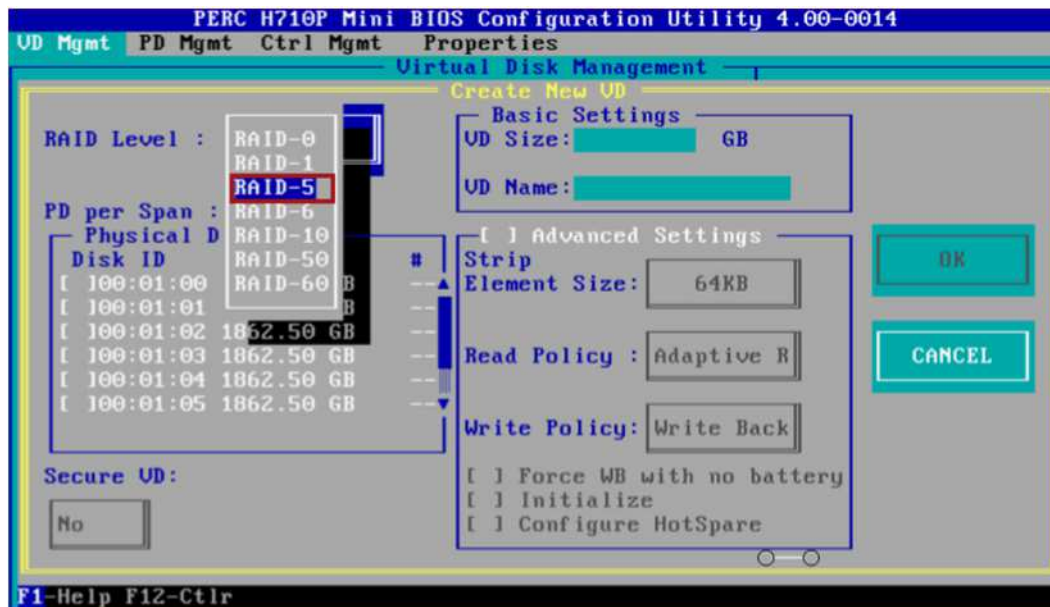 PERC H710P Mini BIOS Configuration Utility 4.00-0014
VD Mgmt PD Mgmt Ctrl Mgmt Properties
Virtual Disk Management
Create New VD
RAID Level :
RAID-0
RAID-1
RAID-5
RAID-6
RAID-10
RAID-50
RAID-60
PD per Span :
Physical D
Disk ID #
[ ]00:01:00 B --
[ ]00:01:01 B --
[ ]00:01:02 1862.50 GB --
[ ]00:01:03 1862.50 GB --
[ ]00:01:04 1862.50 GB --
[ ]00:01:05 1862.50 GB --
Secure VD:
No
Basic Settings
VD Size: GB
VD Name:
[ ] Advanced Settings
Strip
Element Size: 64KB
Read Policy : Adaptive R
Write Policy: Write Back
[ ] Force WB with no battery
[ ] Initialize
[ ] Configure HotSpare
OK
CANCEL
F1-Help F12-Ctlr